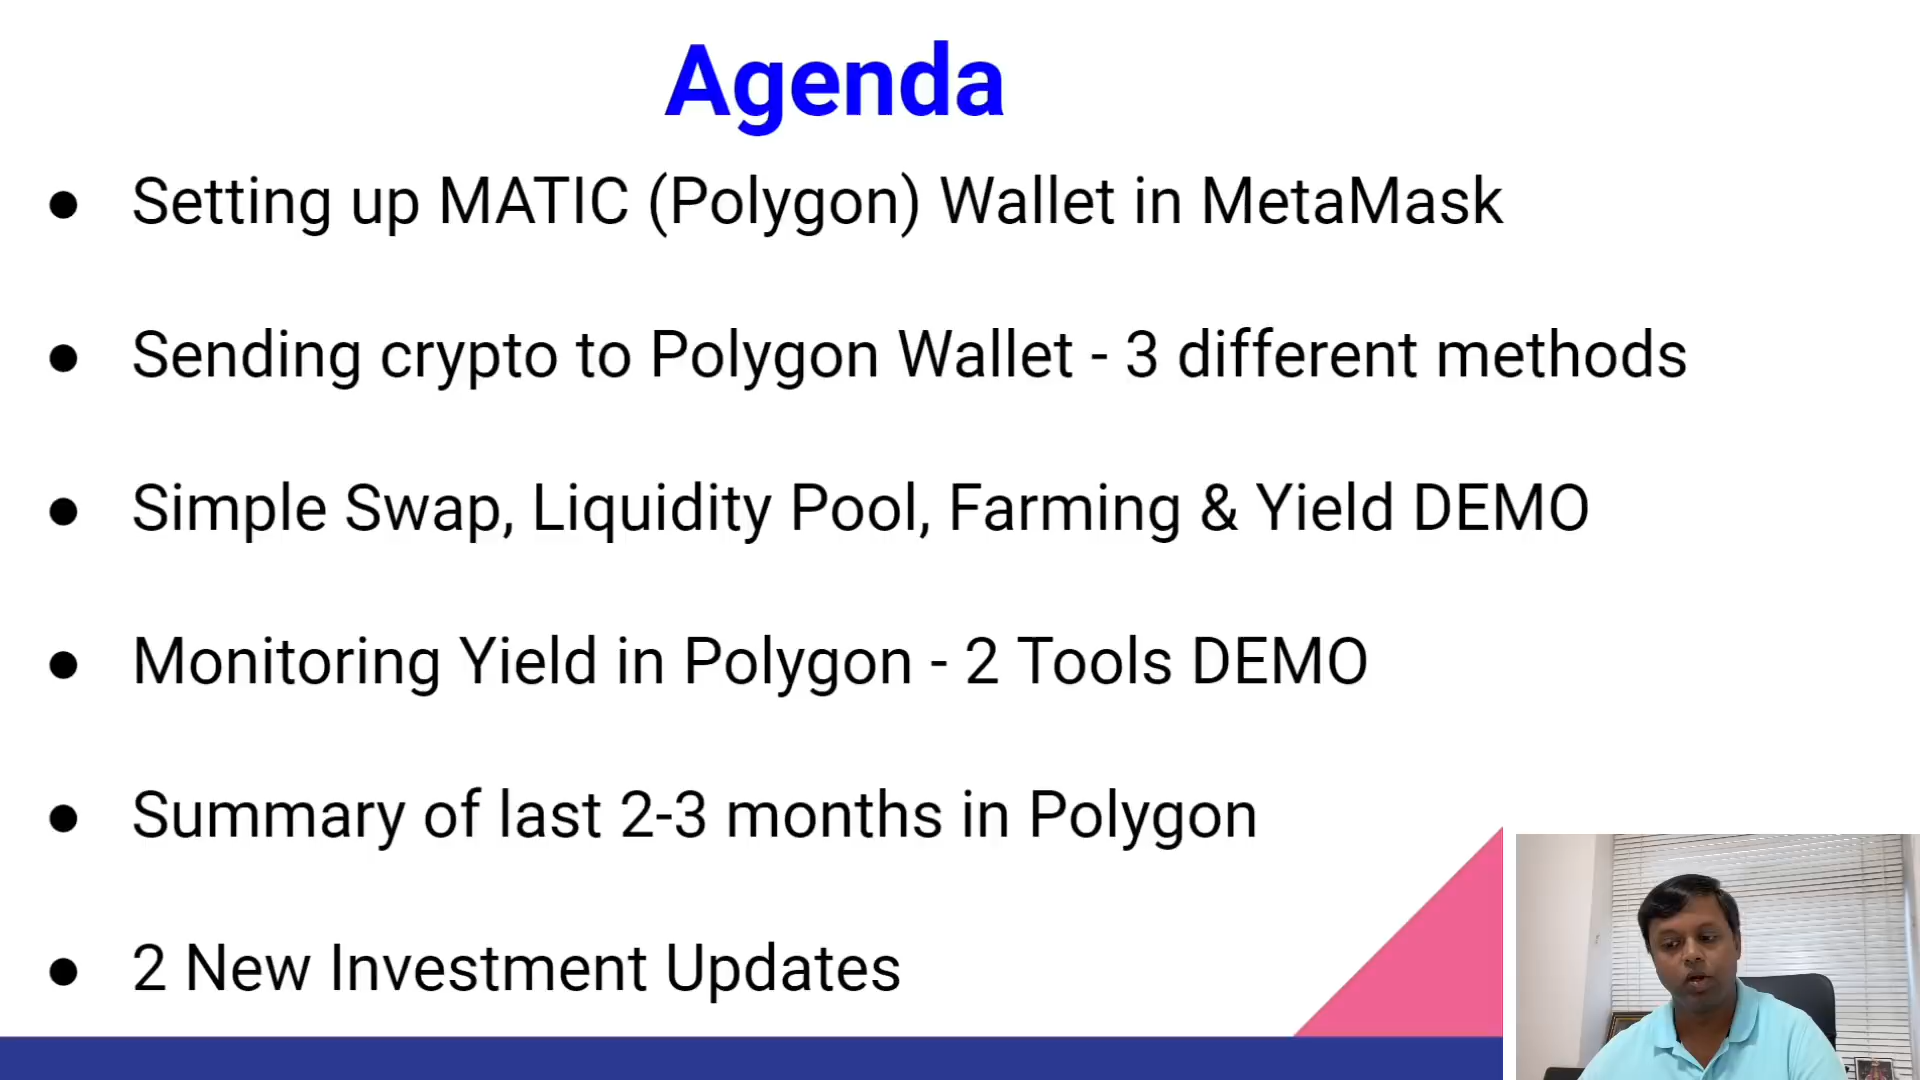 Agenda
● Setting up MATIC (Polygon) Wallet in MetaMask
● Sending crypto to Polygon Wallet - 3 different methods
● Simple Swap, Liquidity Pool, Farming & Yield DEMO
● Monitoring Yield in Polygon - 2 Tools DEMO
● Summary of last 2-3 months in Polygon
● 2 New Investment Updates